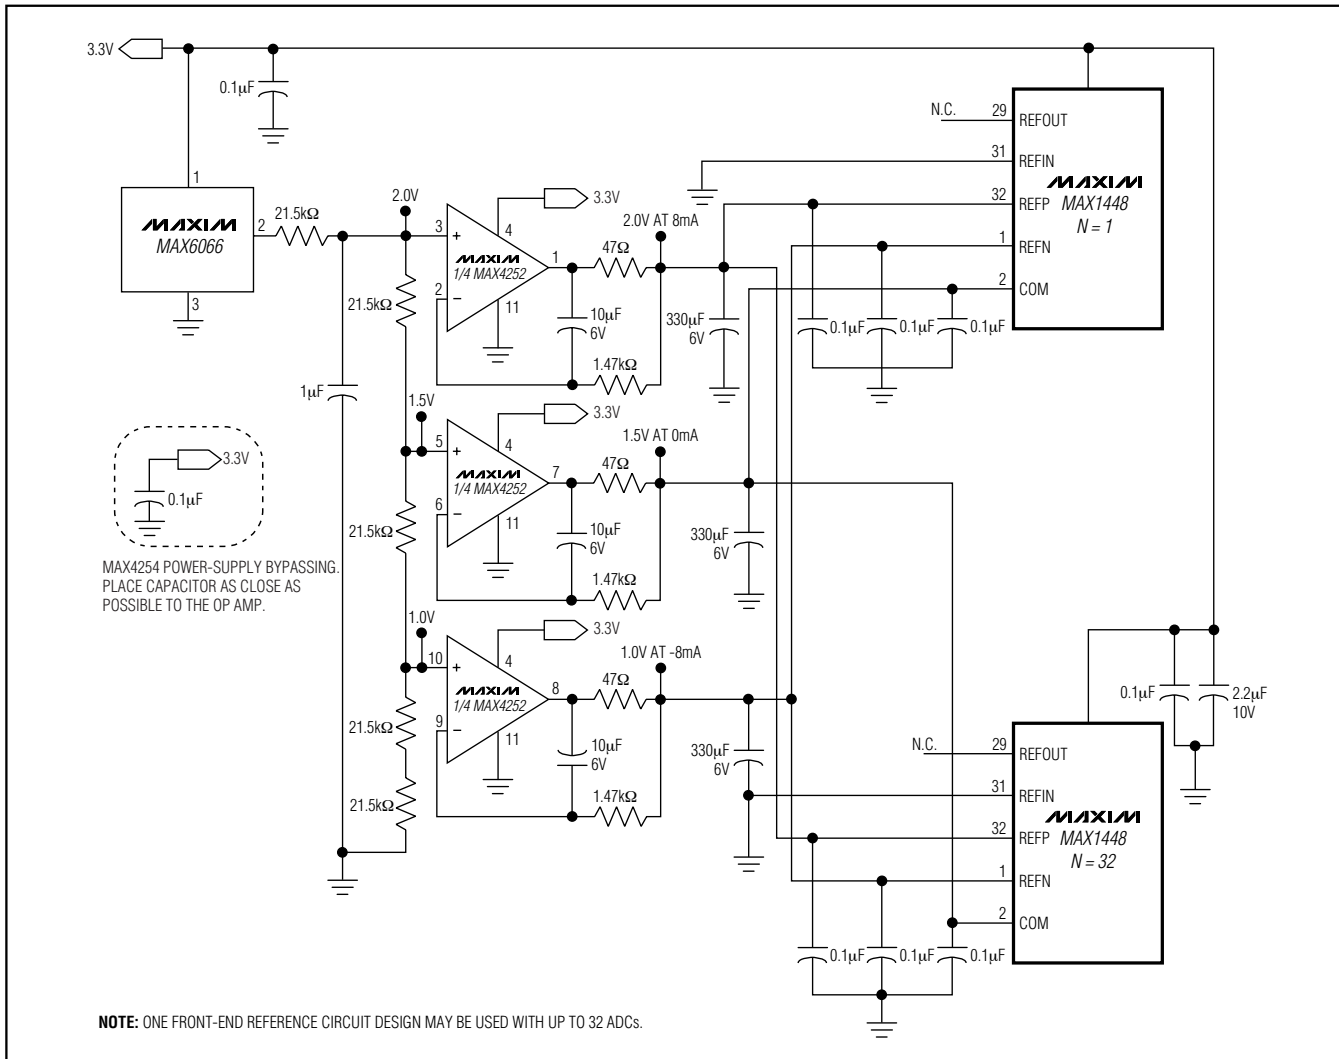 3.3V
0.1µF
1
MAXIM
MAX6066
2
3
21.5kΩ
2.0V
21.5kΩ
1µF
3
+
4
3.3V
MAXIM
1/4 MAX4252
2
–
11
1
47Ω
2.0V AT 8mA
10µF
6V
1.47kΩ
330µF
6V
1.5V
5
+
4
3.3V
MAXIM
1/4 MAX4252
6
–
11
7
47Ω
1.5V AT 0mA
10µF
6V
1.47kΩ
330µF
6V
21.5kΩ
1.0V
10
+
4
3.3V
MAXIM
1/4 MAX4252
9
–
11
8
47Ω
1.0V AT -8mA
10µF
6V
1.47kΩ
330µF
6V
21.5kΩ
21.5kΩ
3.3V
0.1µF
MAX4254 POWER-SUPPLY BYPASSING.
PLACE CAPACITOR AS CLOSE AS
POSSIBLE TO THE OP AMP.
N.C.
29
REFOUT
31
REFIN
32
REFP
1
REFN
2
COM
MAXIM
MAX1448
N = 1
0.1µF
0.1µF
0.1µF
0.1µF
2.2µF
10V
N.C.
29
REFOUT
31
REFIN
32
REFP
1
REFN
2
COM
MAXIM
MAX1448
N = 32
0.1µF
0.1µF
0.1µF
NOTE: ONE FRONT-END REFERENCE CIRCUIT DESIGN MAY BE USED WITH UP TO 32 ADCs.